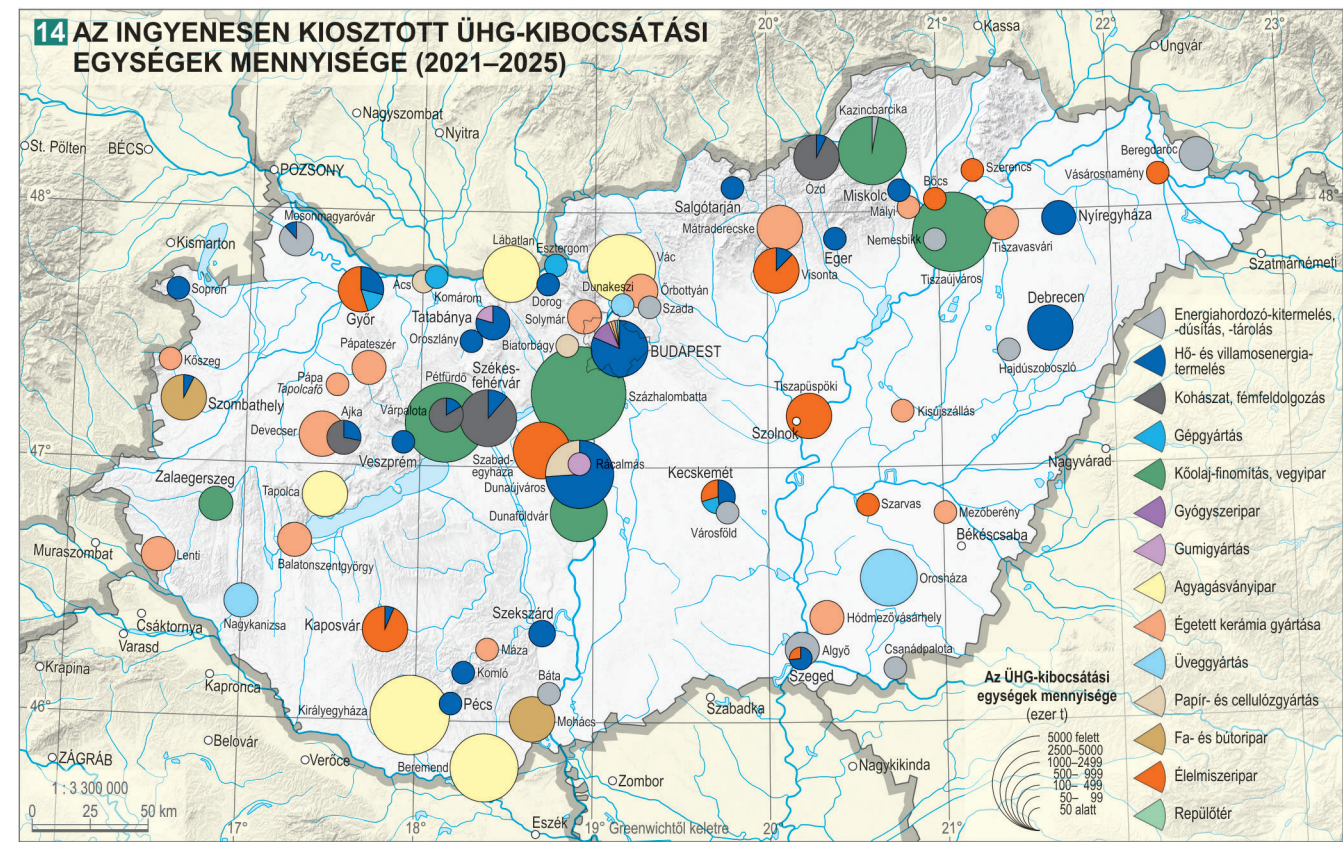 14 AZ INGYENESEN KIOSZTOTT ÜHG-KIBOCSÁTÁSI
EGYSÉGEK MENNYISÉGE (2021–2025)
20°
21°
22°
23°
Kassa
Ungvár
Nagyszombat
Nyitra
St. Pölten
BÉCS
POZSONY
Kazincbarcika
Beregdaróc
Ózd
Szerencs
Vásárosnamény
48°
48°
Salgótarján
Miskolc
Bőcs
Mályi
Nyíregyháza
Mosonmagyaróvár
Kismarton
Lábatlan
Esztergom
Vác
Mátraderecske
Eger
Nemesbikk
Tiszavasvári
Szatmárnémeti
Sopron
Ács
Komárom
Dorog
Dunakeszi
Őrbottyán
Visonta
Tiszaújváros
Győr
Tatabánya
Solymár
Szada
Debrecen
Oroszlány
Biatorbágy
BUDAPEST
Hajdúszoboszló
Kőszeg
Pápateszér
Pápa
Tapolcafő
Pétfürdő
Székes-
fehérvár
Szombathely
Várpalota
Százhalombatta
Tiszapüspöki
Kisújszállás
Devecser
Ajka
Veszprém
Szolnok
47°
47°
Nagyvárad
Szabad-
egyháza
Rácalmás
Dunaújváros
Kecskemét
Zalaegerszeg
Tapolca
Dunaföldvár
Városföld
Szarvas
Mezőberény
Békéscsaba
Muraszombat
Lenti
Balatonszentgyörgy
Orosháza
Nagykanizsa
Csáktornya
Varasd
Kaposvár
Szekszárd
Hódmezővásárhely
Máza
Algyő
Csanádpalota
Krapina
Kapronca
Komló
Báta
Szeged
46°
46°
Királyegyháza
Pécs
Mohács
Szabadka
Belovár
ZÁGRÁB
Verőce
Beremend
Zombor
Nagykikinda
Eszék
1 : 3 300 000
0 25 50 km
17°
18°
19° Greenwichtől keletre
20°
21°
Energiahordozó-kitermelés,
-dúsítás, -tárolás
Hő- és villamosenergia-
termelés
Kohászat, fémfeldolgozás
Gépgyártás
Kőolaj-finomítás, vegyipar
Gyógyszeripar
Gumigyártás
Agyagásványipar
Égetett kerámia gyártása
Üveggyártás
Papír- és cellulózgyártás
Fa- és bútoripar
Élelmiszeripar
Repülőtér
Az ÜHG-kibocsátási
egységek mennyisége
(ezer t)
5000 felett
2500–5000
1000–2499
500– 999
100– 499
50– 99
50 alatt